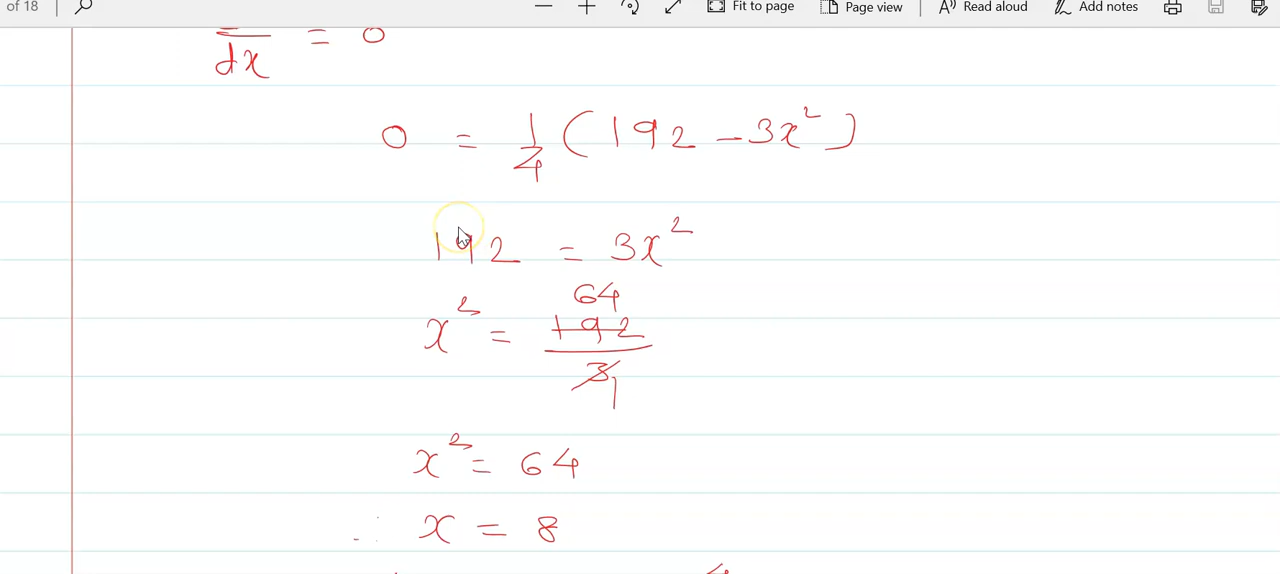 of 18 Fit to page Page view Read aloud Add notes
dx = 0
0 = 1/4 (192 - 3x²)
192 = 3x²
64
x² = 192/3 1
x² = 64
∴ x = 8